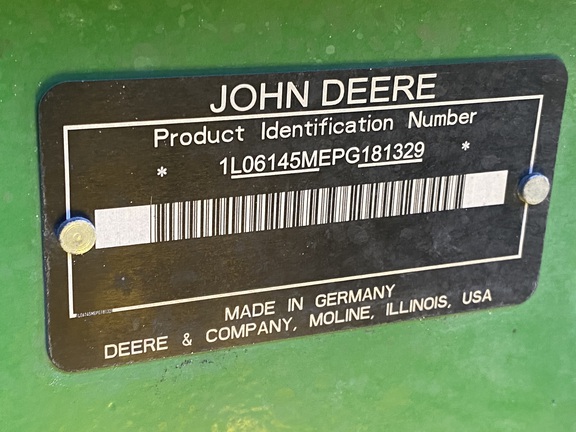 JOHN DEERE
Product Identification Number
* 1L06145MEPG181329 *
MADE IN GERMANY
DEERE & COMPANY, MOLINE, ILLINOIS, USA